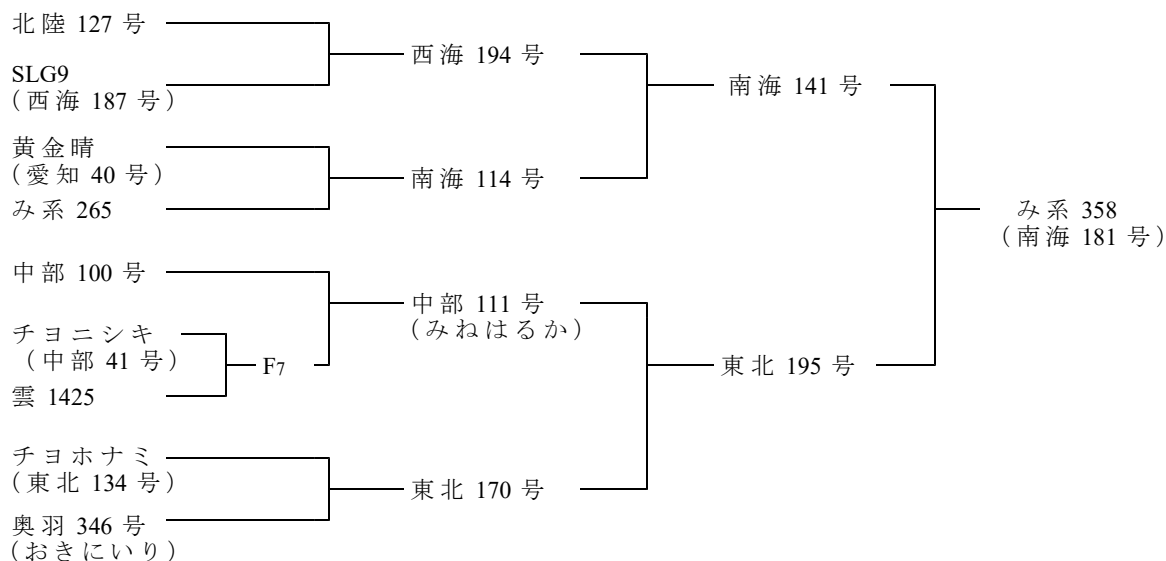 北陸 127 号
SLG9
(西海 187 号)
西海 194 号
黄金晴
(愛知 40 号)
み系 265
南海 114 号
南海 141 号
中部 100 号
チヨニシキ
(中部 41 号)
雲 1425
F7
中部 111 号
(みねはるか)
チヨホナミ
(東北 134 号)
奥羽 346 号
(おきにいり)
東北 170 号
東北 195 号
み系 358
(南海 181 号)